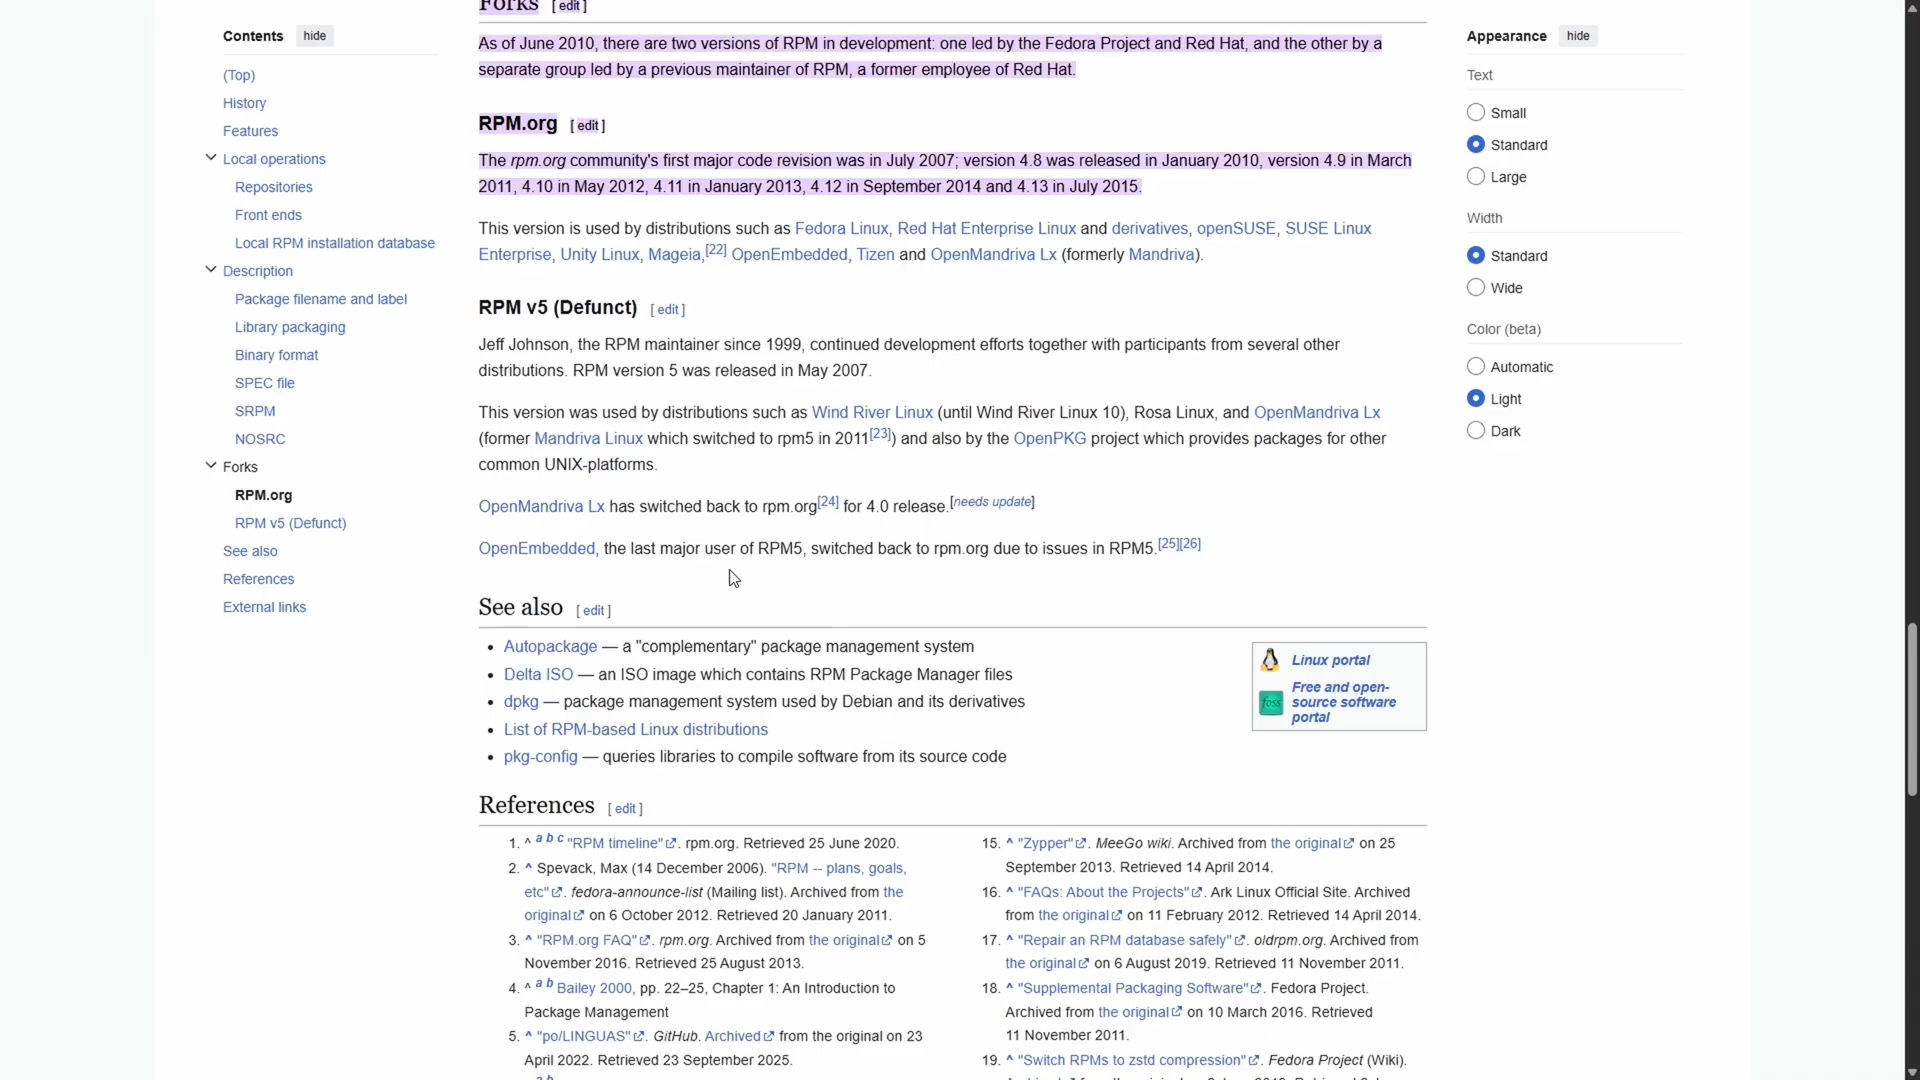 Forks [ edit ]
Contents hide
(Top)
History
Features
Local operations
Repositories
Front ends
Local RPM installation database
Description
Package filename and label
Library packaging
Binary format
SPEC file
SRPM
NOSRC
Forks
RPM.org
RPM v5 (Defunct)
See also
References
External links
As of June 2010, there are two versions of RPM in development: one led by the Fedora Project and Red Hat, and the other by a
separate group led by a previous maintainer of RPM, a former employee of Red Hat.
RPM.org [ edit ]
The rpm.org community's first major code revision was in July 2007; version 4.8 was released in January 2010, version 4.9 in March
2011, 4.10 in May 2012, 4.11 in January 2013, 4.12 in September 2014 and 4.13 in July 2015.
This version is used by distributions such as Fedora Linux, Red Hat Enterprise Linux and derivatives, openSUSE, SUSE Linux
Enterprise, Unity Linux, Mageia,[22] OpenEmbedded, Tizen and OpenMandriva Lx (formerly Mandriva).
RPM v5 (Defunct) [ edit ]
Jeff Johnson, the RPM maintainer since 1999, continued development efforts together with participants from several other
distributions. RPM version 5 was released in May 2007.
This version was used by distributions such as Wind River Linux (until Wind River Linux 10), Rosa Linux, and OpenMandriva Lx
(former Mandriva Linux which switched to rpm5 in 2011[23]) and also by the OpenPKG project which provides packages for other
common UNIX-platforms.
OpenMandriva Lx has switched back to rpm.org[24] for 4.0 release.[needs update]
OpenEmbedded, the last major user of RPM5, switched back to rpm.org due to issues in RPM5.[25][26]
See also [ edit ]
• Autopackage — a "complementary" package management system
• Delta ISO — an ISO image which contains RPM Package Manager files
• dpkg — package management system used by Debian and its derivatives
• List of RPM-based Linux distributions
• pkg-config — queries libraries to compile software from its source code
Linux portal
foss
Free and open-
source software
portal
References [ edit ]
1. ^ a b c "RPM timeline". rpm.org. Retrieved 25 June 2020.
2. ^ Spevack, Max (14 December 2006). "RPM -- plans, goals,
etc". fedora-announce-list (Mailing list). Archived from the
original on 6 October 2012. Retrieved 20 January 2011.
3. ^ "RPM.org FAQ". rpm.org. Archived from the original on 5
November 2016. Retrieved 25 August 2013.
4. ^ a b Bailey 2000, pp. 22–25, Chapter 1: An Introduction to
Package Management
5. ^ "po/LINGUAS". GitHub. Archived from the original on 23
April 2022. Retrieved 23 September 2025.
a b
15. ^ "Zypper". MeeGo wiki. Archived from the original on 25
September 2013. Retrieved 14 April 2014.
16. ^ "FAQs: About the Projects". Ark Linux Official Site. Archived
from the original on 11 February 2012. Retrieved 14 April 2014.
17. ^ "Repair an RPM database safely". oldrpm.org. Archived from
the original on 6 August 2019. Retrieved 11 November 2011.
18. ^ "Supplemental Packaging Software". Fedora Project.
Archived from the original on 10 March 2016. Retrieved
11 November 2011.
19. ^ "Switch RPMs to zstd compression". Fedora Project (Wiki).
Appearance hide
Text
Small
Standard
Large
Width
Standard
Wide
Color (beta)
Automatic
Light
Dark